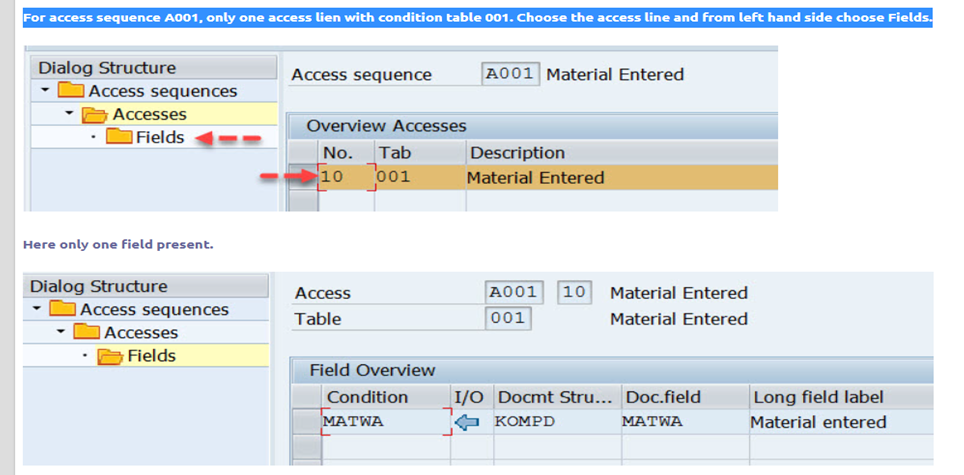 For access sequence A001, only one access lien with condition table 001. Choose the access line and from left hand side choose Fields.
Dialog Structure
Access sequences
Accesses
Fields
Access sequence A001 Material Entered
Overview Accesses
No. Tab Description
10 001 Material Entered
Here only one field present.
Dialog Structure
Access sequences
Accesses
Fields
Access A001 10 Material Entered
Table 001 Material Entered
Field Overview
Condition I/O Docmt Stru... Doc.field Long field label
MATWA KOMPD MATWA Material entered